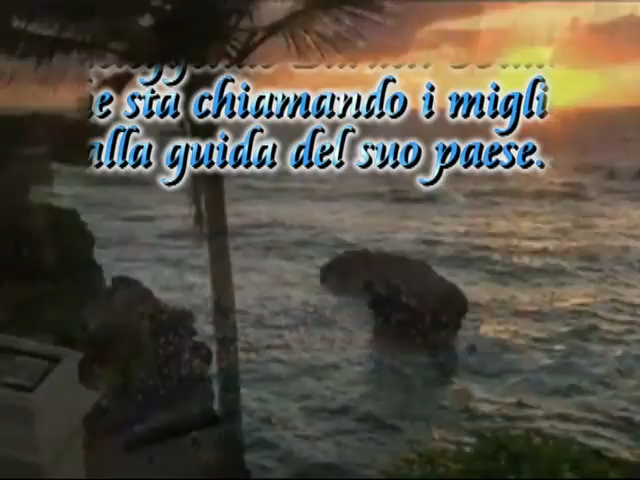 e sta chiamando i migli
alla guida del suo paese.